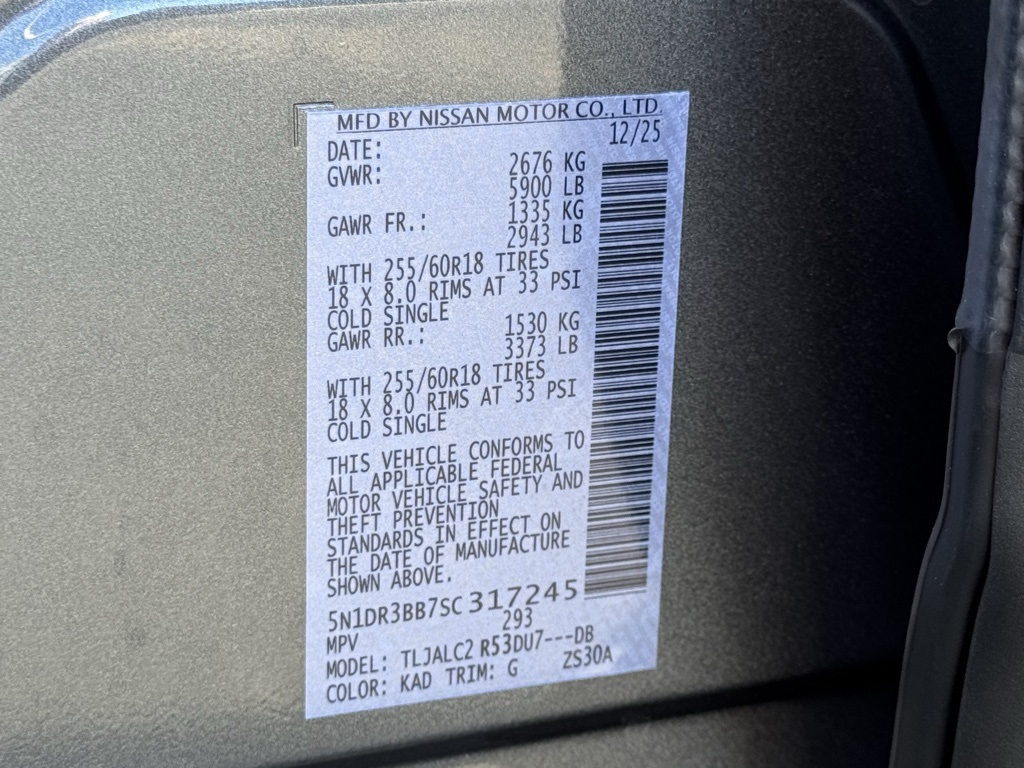 MFD BY NISSAN MOTOR CO., LTD.
DATE: 12/25
GVWR: 2676 KG
5900 LB
GAWR FR.: 1335 KG
2943 LB
WITH 255/60R18 TIRES
18 X 8.0 RIMS AT 33 PSI
COLD SINGLE
GAWR RR.: 1530 KG
3373 LB
WITH 255/60R18 TIRES
18 X 8.0 RIMS AT 33 PSI
COLD SINGLE
THIS VEHICLE CONFORMS TO
ALL APPLICABLE FEDERAL
MOTOR VEHICLE SAFETY AND
THEFT PREVENTION
STANDARDS IN EFFECT ON
THE DATE OF MANUFACTURE
SHOWN ABOVE.
5N1DR3BB7SC317245
MPV 293
MODEL: TLJALC2 R53DU7---DB
COLOR: KAD TRIM: G ZS30A